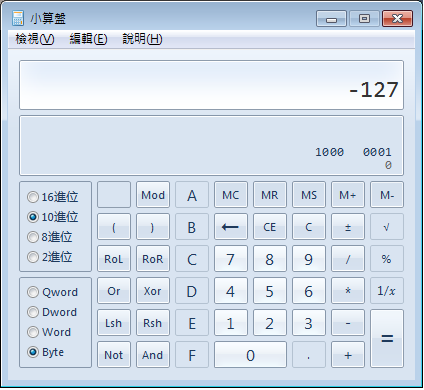 小算盤
檢視(V) 編輯(E) 說明(H)
-127
1000 0001
0
16進位 Mod A MC MR MS M+ M-
10進位 ( ) B ← CE C ± √
8進位 RoL RoR C 7 8 9 / %
2進位
Qword Or Xor D 4 5 6 * 1/x
Dword Lsh Rsh E 1 2 3 - =
Word
Byte Not And F 0 . +